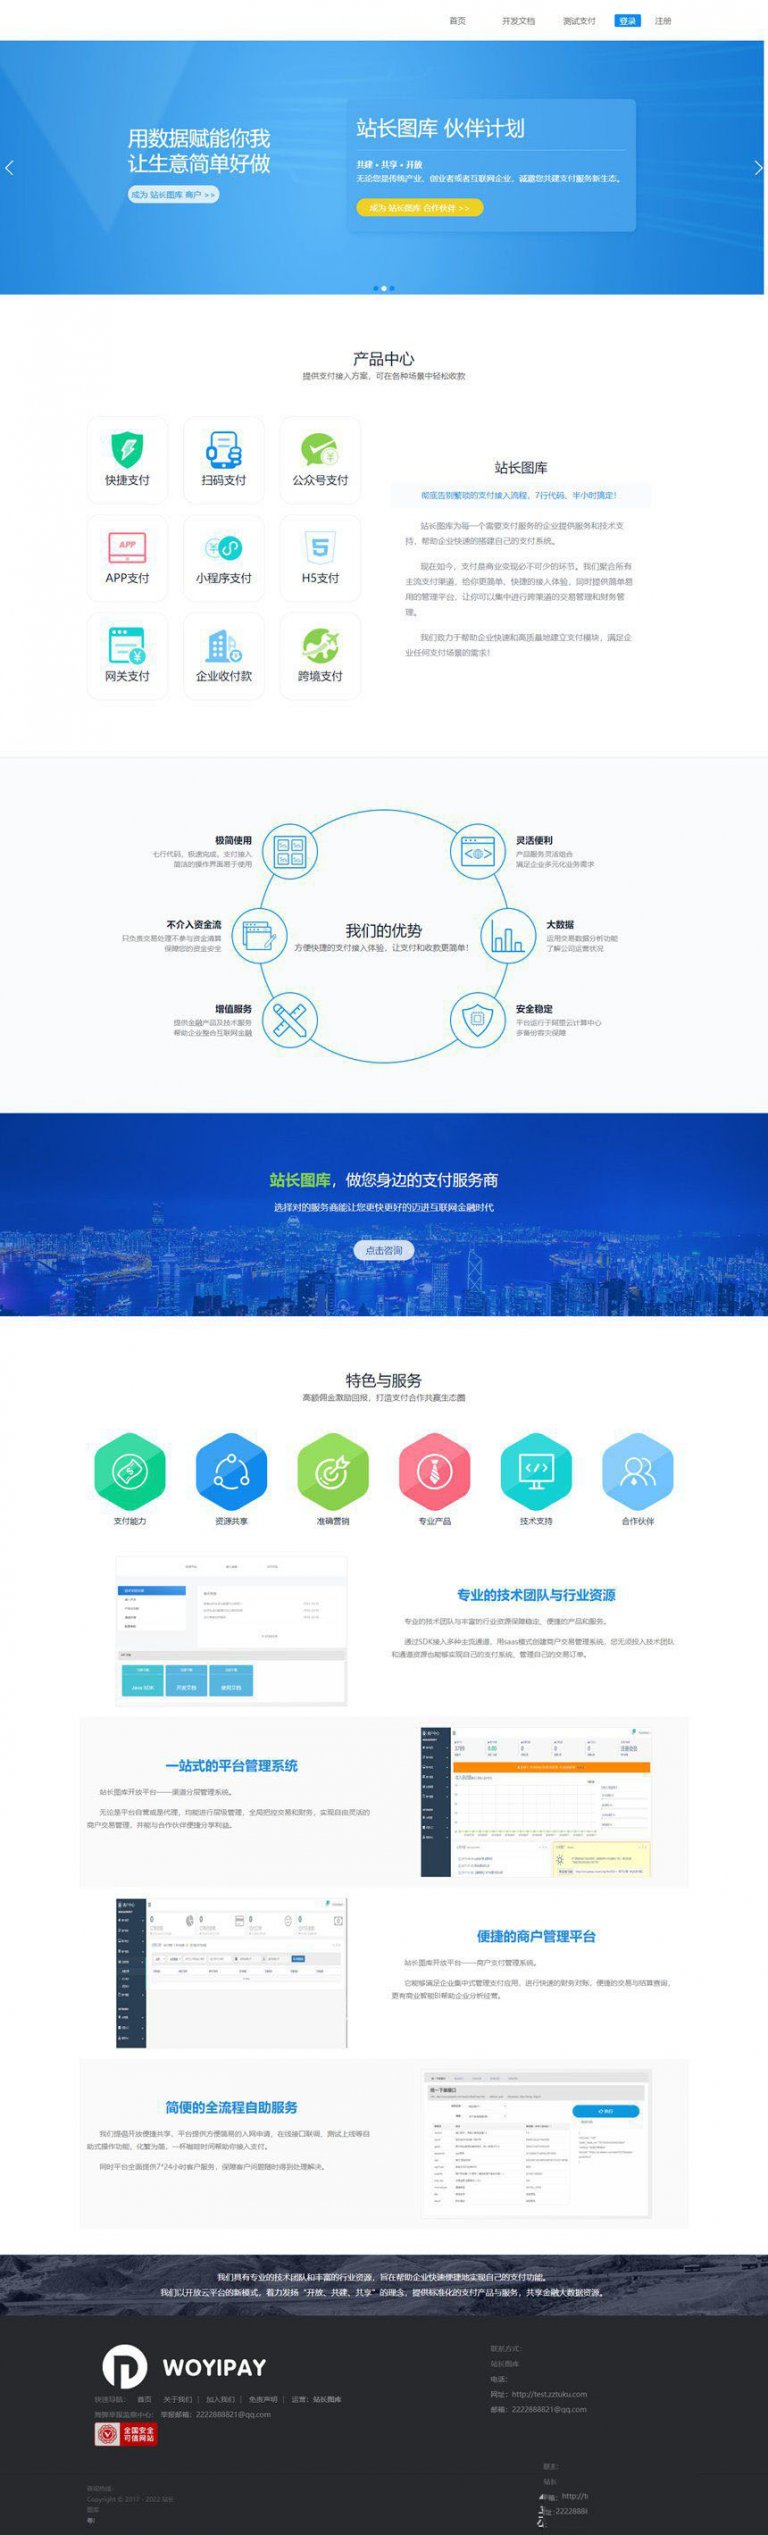 首页 开发文档 测试支付 登录 注册
用数据赋能你我
让生意简单好做
成为 站长图库 商户 >>
站长图库 伙伴计划
共建 • 共享 • 开放
无论您是传统产业、创业者或者互联网企业，诚邀您共建支付服务新生态。
成为 站长图库 合作伙伴 >>
产品中心
提供支付接入方案，可在各种场景中轻松收款
快捷支付 扫码支付 公众号支付
APP
APP支付 小程序支付 H5支付
网关支付 企业收付款 跨境支付
站长图库
彻底告别繁琐的支付接入流程，7行代码、半小时搞定！
站长图库为每一个需要支付服务的企业提供服务和技术支
持，帮助企业快速的搭建自己的支付系统。
现在如今，支付是商业变现必不可少的环节。我们聚合所有
主流支付渠道，给你更简单、快捷的接入体验，同时提供简单易
用的管理平台，让你可以集中进行跨渠道的交易管理和财务管
理。
我们致力于帮助企业快速和高质量地建立支付模块，满足企
业任何支付场景的需求！
极简使用
七行代码，极速完成，支付接入
简洁的操作界面易于使用
灵活便利
产品服务灵活组合
满足企业多元化业务需求
不介入资金流
只负责交易处理不参与资金清算
保障您的资金安全
我们的优势
方便快捷的支付接入体验，让支付和收款更简单！
大数据
运用交易数据分析功能
了解公司运营状况
增值服务
提供金融产品及技术服务
帮助企业整合互联网金融
安全稳定
平台运行于阿里云计算中心
多备份容灾保障
站长图库，做您身边的支付服务商
选择对的服务商能让您更快更好的迈进互联网金融时代
点击咨询
特色与服务
高额佣金激励回报，打造支付合作共赢生态圈
支付能力 资源共享 准确营销 专业产品 技术支持 合作伙伴
Java SDK 开发文档 使用文档
专业的技术团队与行业资源
专业的技术团队与丰富的行业资源保障稳定、便捷的产品和服务。
通过SDK接入多种主流通道，用saas模式创建商户交易管理系统，您无须投入技术团队
和通道资源也能够实现自己的支付系统、管理自己的交易订单。
一站式的平台管理系统
站长图库开放平台——渠道分层管理系统。
无论是平台自营或是代理，均能进行层级管理，全局把控交易和财务，实现自由灵活的
商户交易管理，并能与合作伙伴便捷分享利益。
便捷的商户管理平台
站长图库开放平台——商户支付管理系统。
它能够满足企业集中式管理支付应用，进行快速的财务对账，便捷的交易与结算查询，
更有商业智能BI帮助企业分析经营。
简便的全流程自助服务
我们提倡开放便捷共享，平台提供方便简易的入网申请，在线接口联调、测试上线等自
助式操作功能，化繁为简，一杯咖啡时间帮助你接入支付。
同时平台全面提供7*24小时客户服务，保障客户问题随时得到处理解决。
统一下单接口
我们具有专业的技术团队和丰富的行业资源，旨在帮助企业快速便捷地实现自己的支付功能。
我们以开放云平台的新模式，着力发扬“开放、共建、共享”的理念，提供标准化的支付产品与服务，共享金融大数据资源。
WOYIPAY
快速导航： 首页 关于我们 | 加入我们 | 免责声明 | 运营：站长图库
举报邮箱：2222888821@qq.com
全国安全
可信网站
联系方式：
站长图库
电话：
网址：http://test.zztuku.com
邮箱：2222888821@qq.com
Copyright © 2017 - 2022 站长
图库
站长
http://t
222288